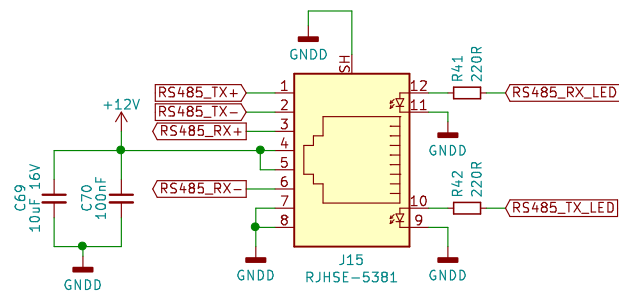 GNDD
SH
R41
220R
RS485_TX+
1
12
RS485_RX_LED
+12V
RS485_TX-
2
11
RS485_RX+
3
GNDD
4
5
C69
10uF 16V
C70
100nF
RS485_RX-
6
R42
220R
7
10
RS485_TX_LED
8
9
GNDD
GNDD
J15
RJHSE-5381
GNDD